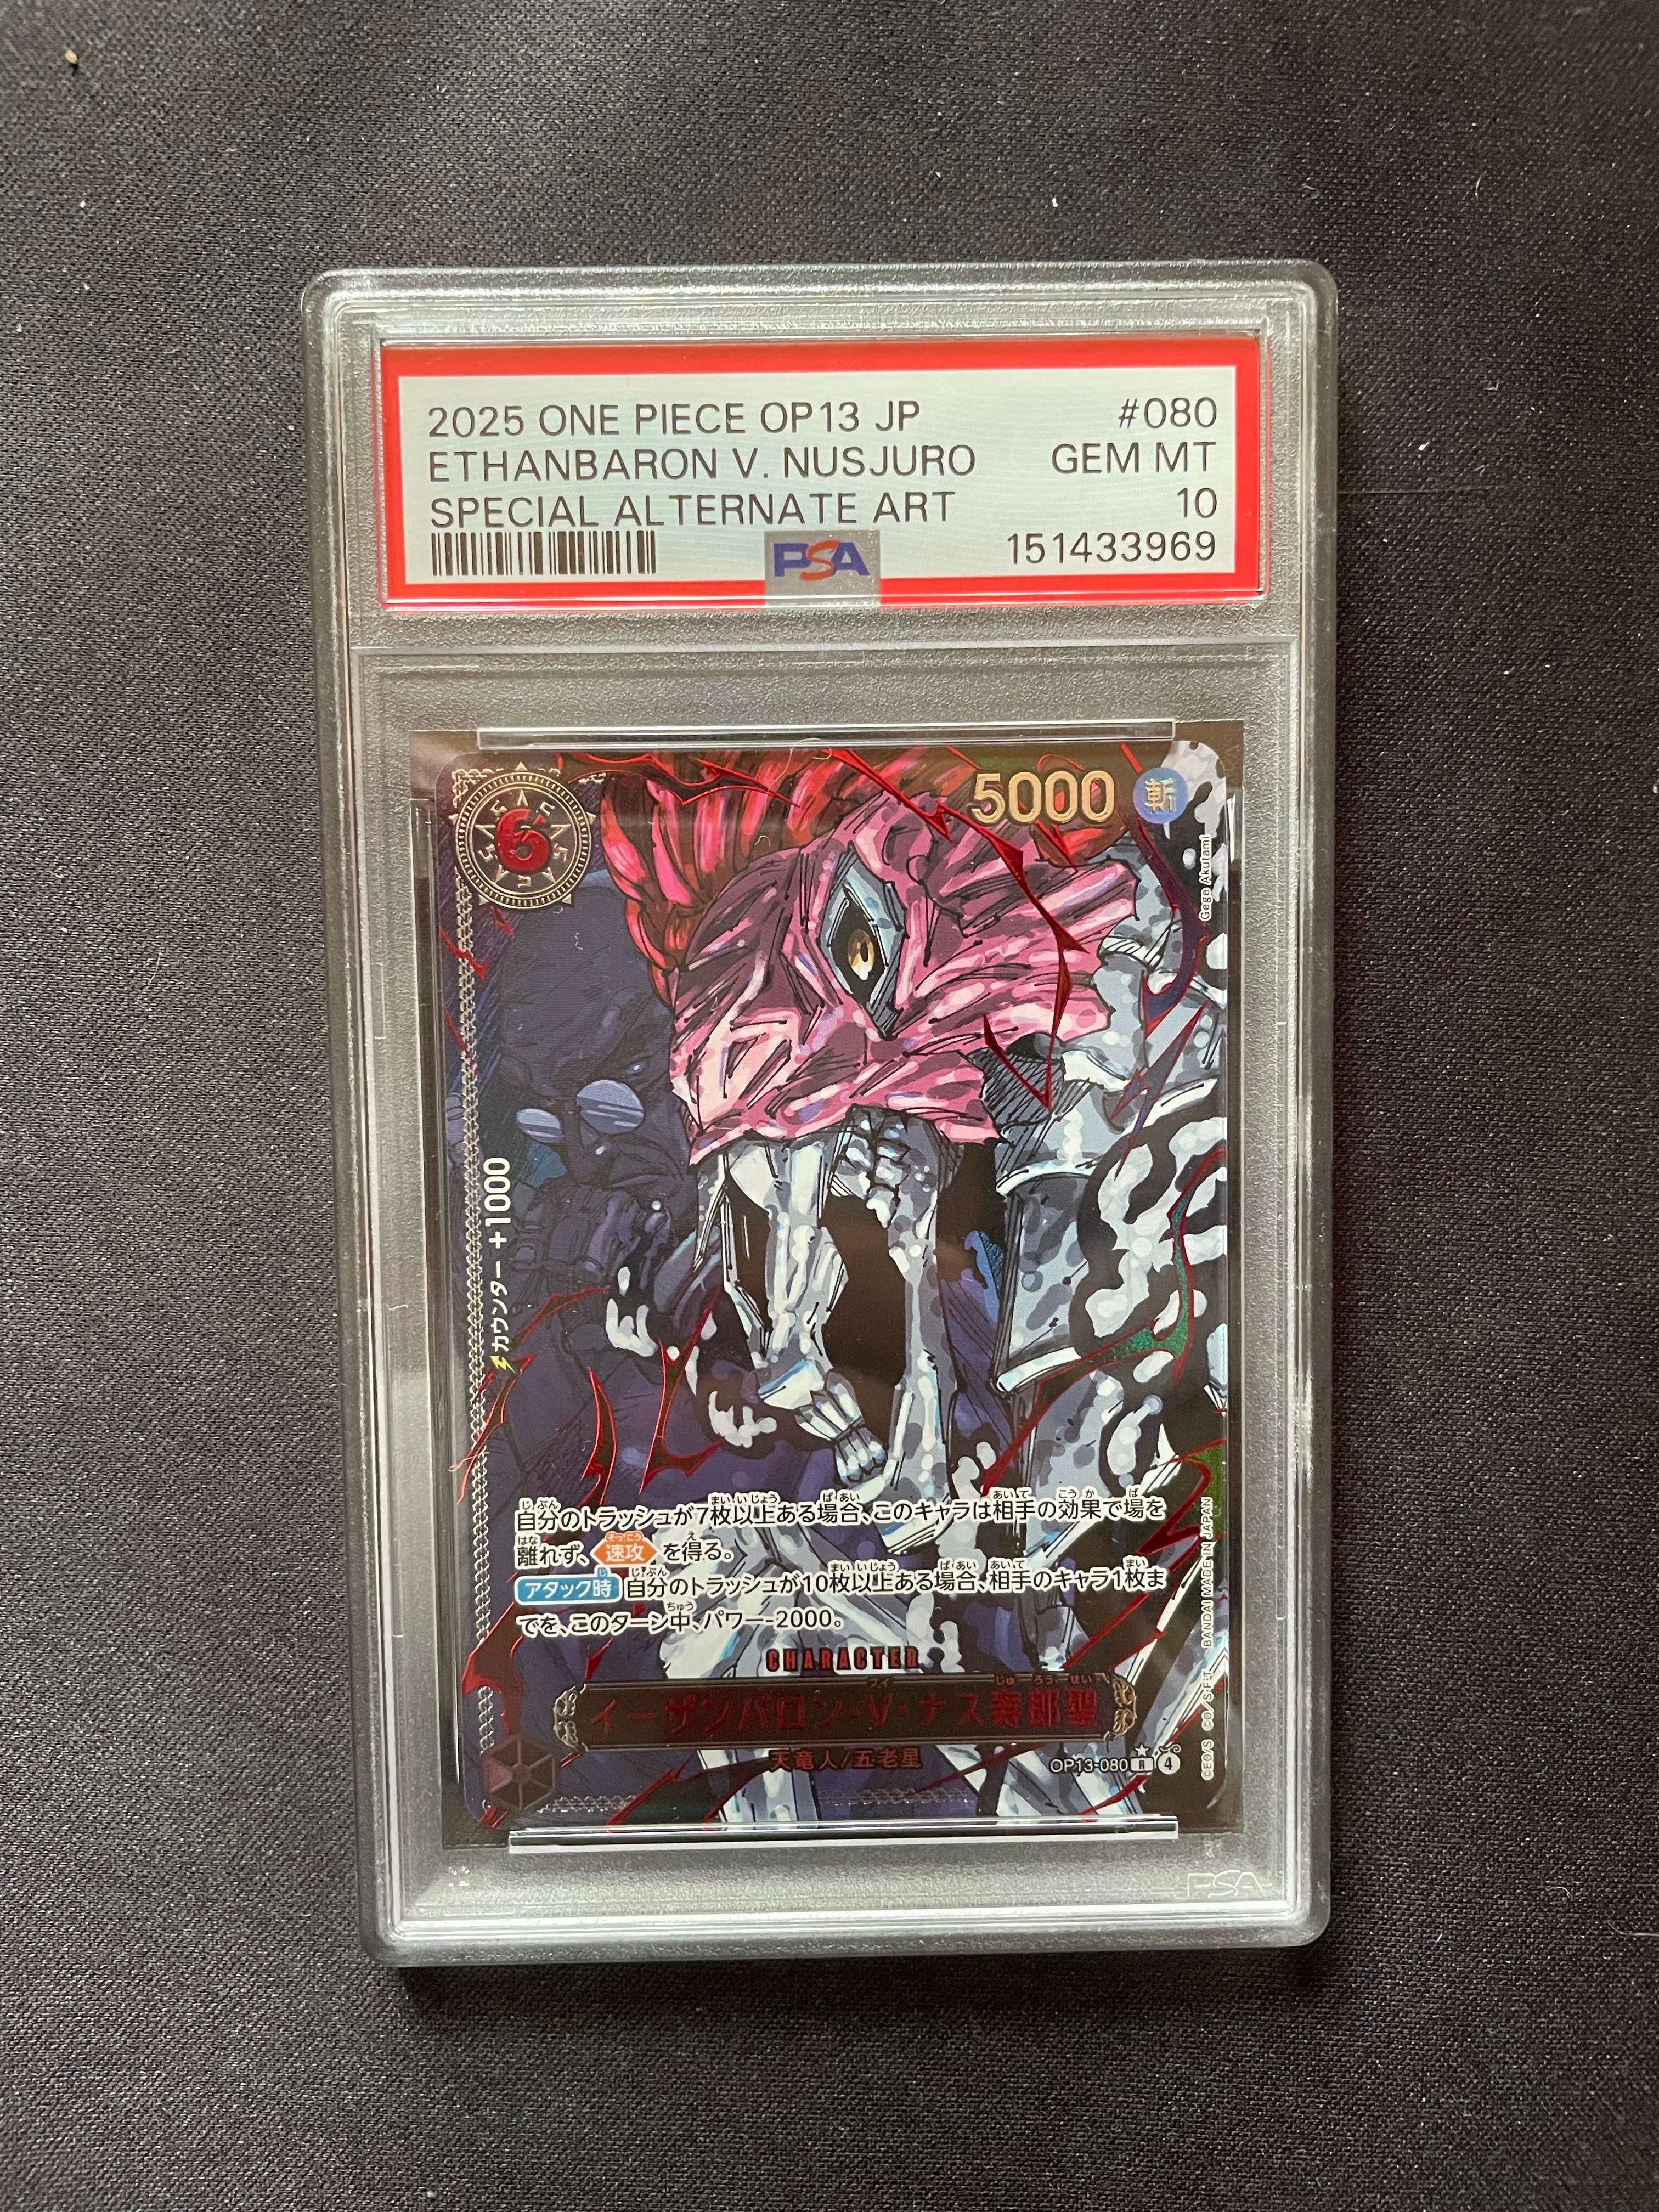 2025 ONE PIECE OP13 JP #080
ETHANBARON V. NUSJURO GEM MT
SPECIAL ALTERNATE ART 10
PSA 151433969
6
5000 斬
Gege Akutami
カウンター +1000
自分のトラッシュが7枚以上ある場合、このキャラは相手の効果で場を
離れず、速攻を得る。
アタック時 自分のトラッシュが10枚以上ある場合、相手のキャラ1枚ま
でを、このターン中、パワー-2000。
CHARACTER
イーザンバロン・V・ナス寿郎聖
天竜人/五老星
OP13-080 R 4
©EO/S ©O/S·F·T BANDAI MADE IN JAPAN
PSA